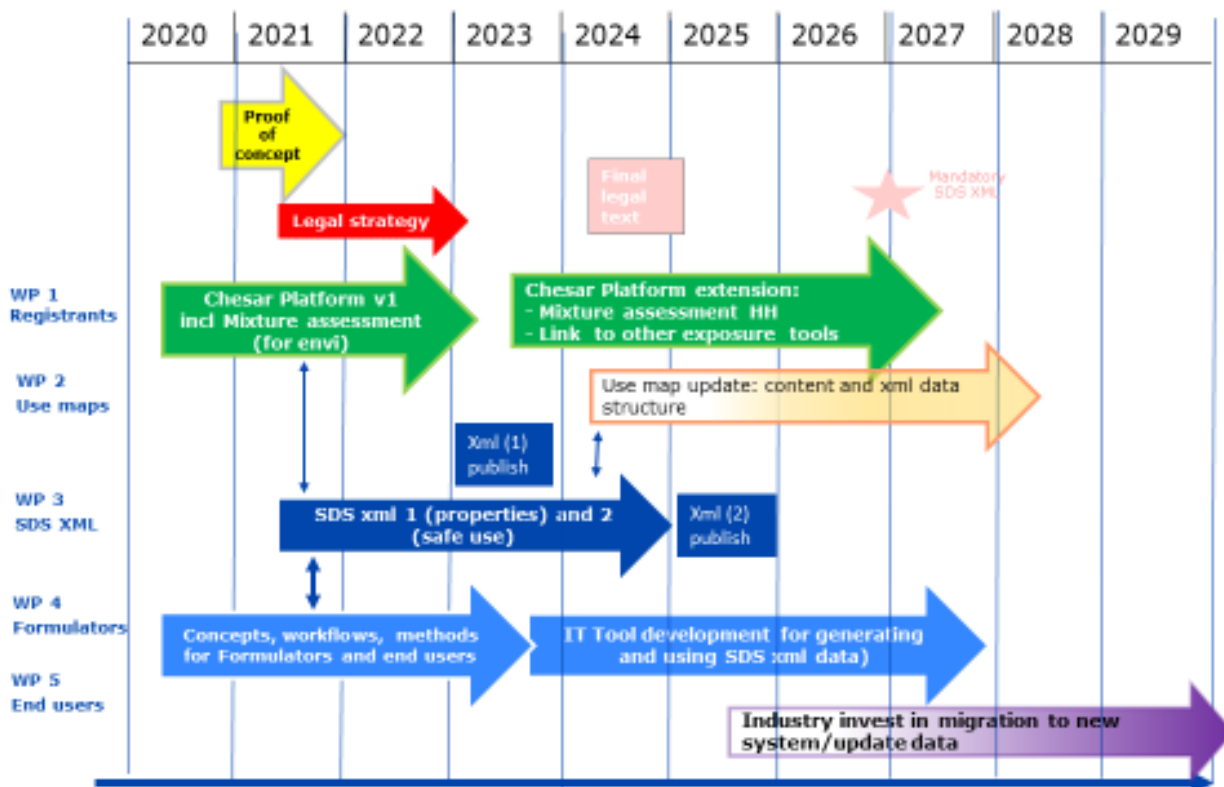 2020 2021 2022 2023 2024 2025 2026 2027 2028 2029
Proof
of
concept
Final
legal
text
Mandatory
SDS XML
Legal strategy
WP 1
Registrants
Chesar Platform v1
incl Mixture assessment
(for envi)
Chesar Platform extension:
- Mixture assessment HH
- Link to other exposure tools
WP 2
Use maps
Use map update: content and xml data
structure
Xml (1)
publish
WP 3
SDS XML
SDS xml 1 (properties) and 2
(safe use)
Xml (2)
publish
WP 4
Formulators
Concepts, workflows, methods
for Formulators and end users
IT Tool development for generating
and using SDS xml data)
WP 5
End users
Industry invest in migration to new
system/update data